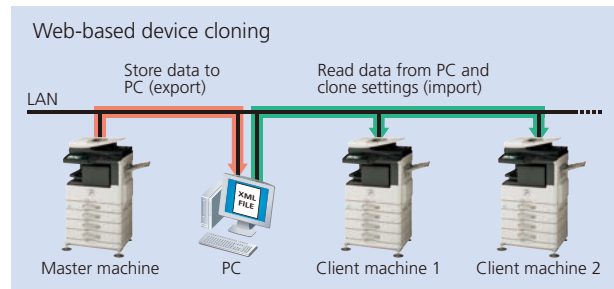 Web-based device cloning
Store data to
PC (export)
Read data from PC and
clone settings (import)
LAN
XML
FILE
Master machine
PC
Client machine 1
Client machine 2